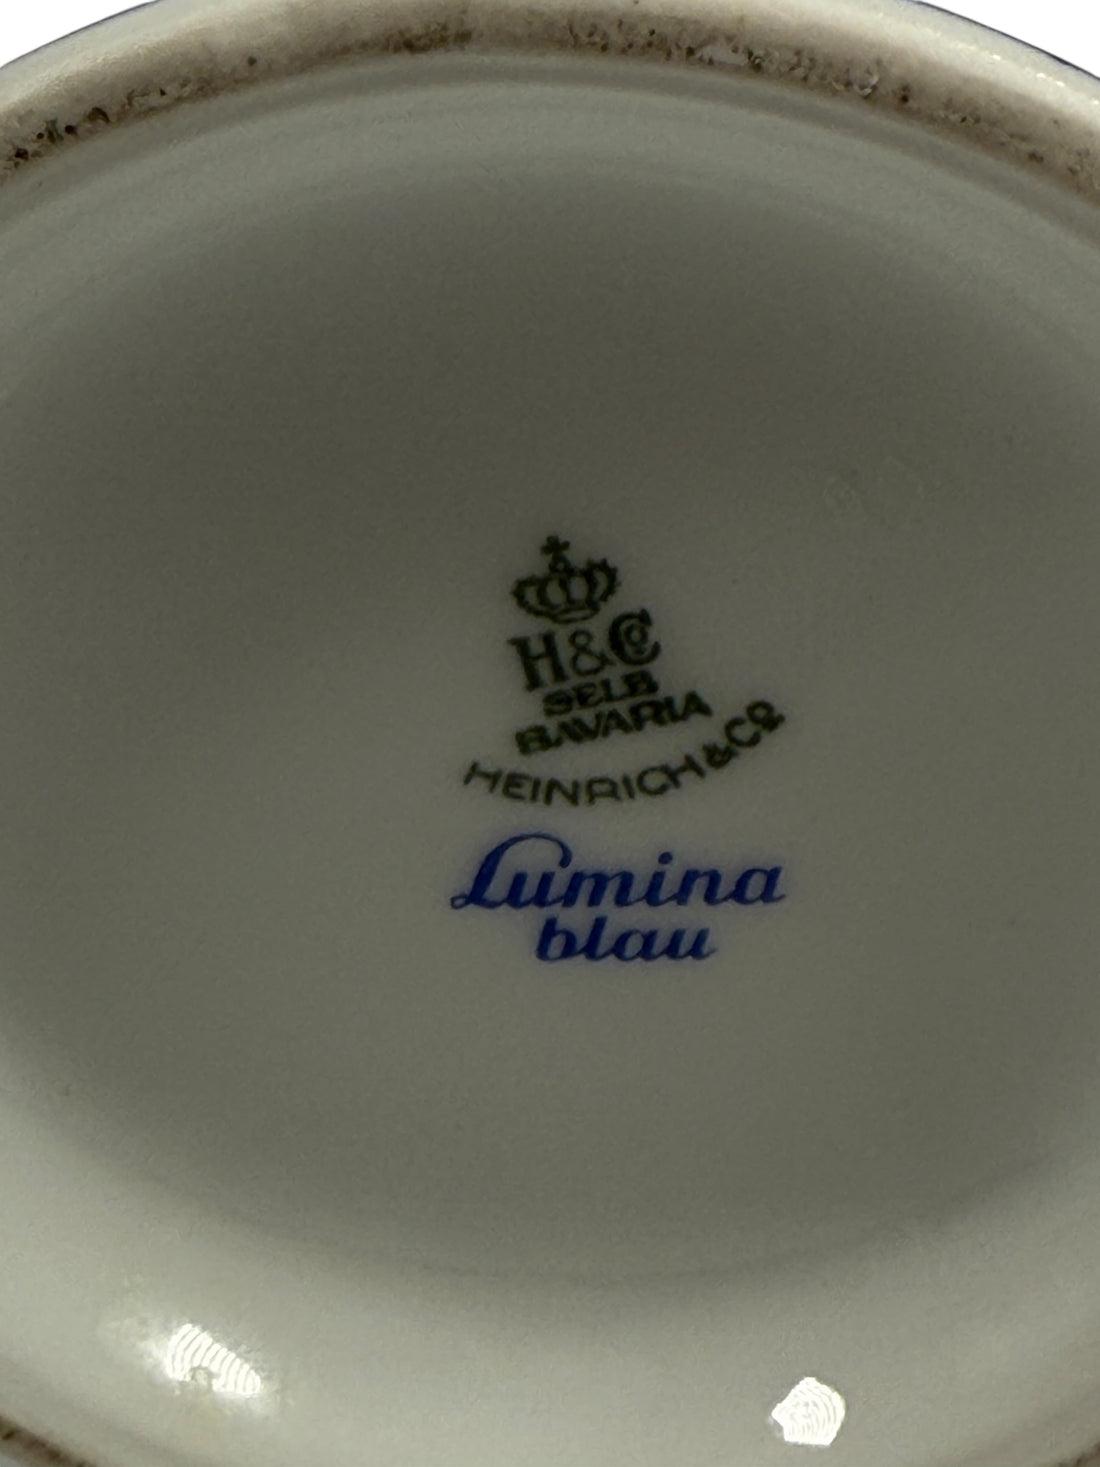 H&Co
SELB
BAVARIA
HEINRICH & Co
Lumina
blau